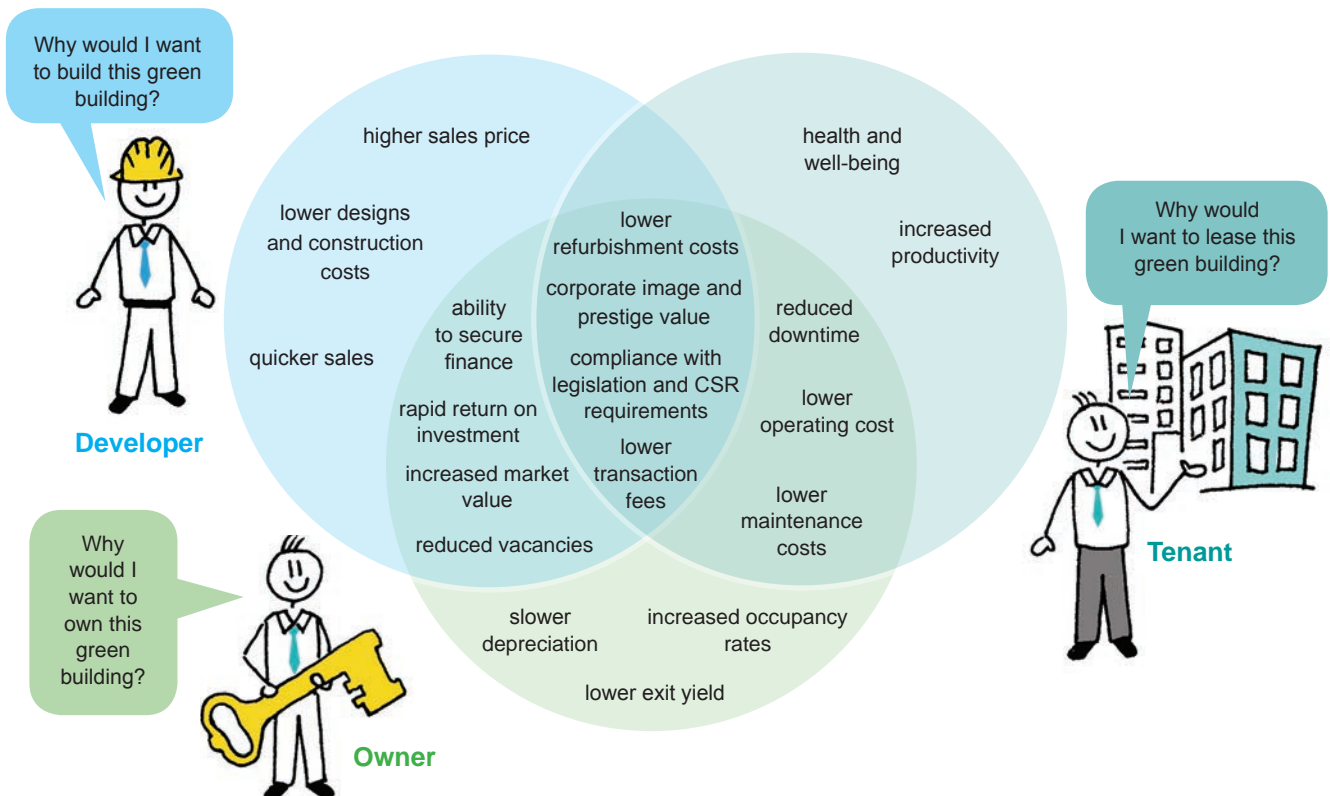 Why would I want
to build this green
building?
Developer
higher sales price
lower designs
and construction
costs
quicker sales
ability
to secure
finance
rapid return on
investment
increased market
value
reduced vacancies
lower
refurbishment costs
corporate image and
prestige value
compliance with
legislation and CSR
requirements
lower
transaction
fees
health and
well-being
increased
productivity
reduced
downtime
lower
operating cost
lower
maintenance
costs
Why would
I want to lease this
green building?
Tenant
Why
would I
want to
own this
green
building?
Owner
slower
depreciation
increased occupancy
rates
lower exit yield